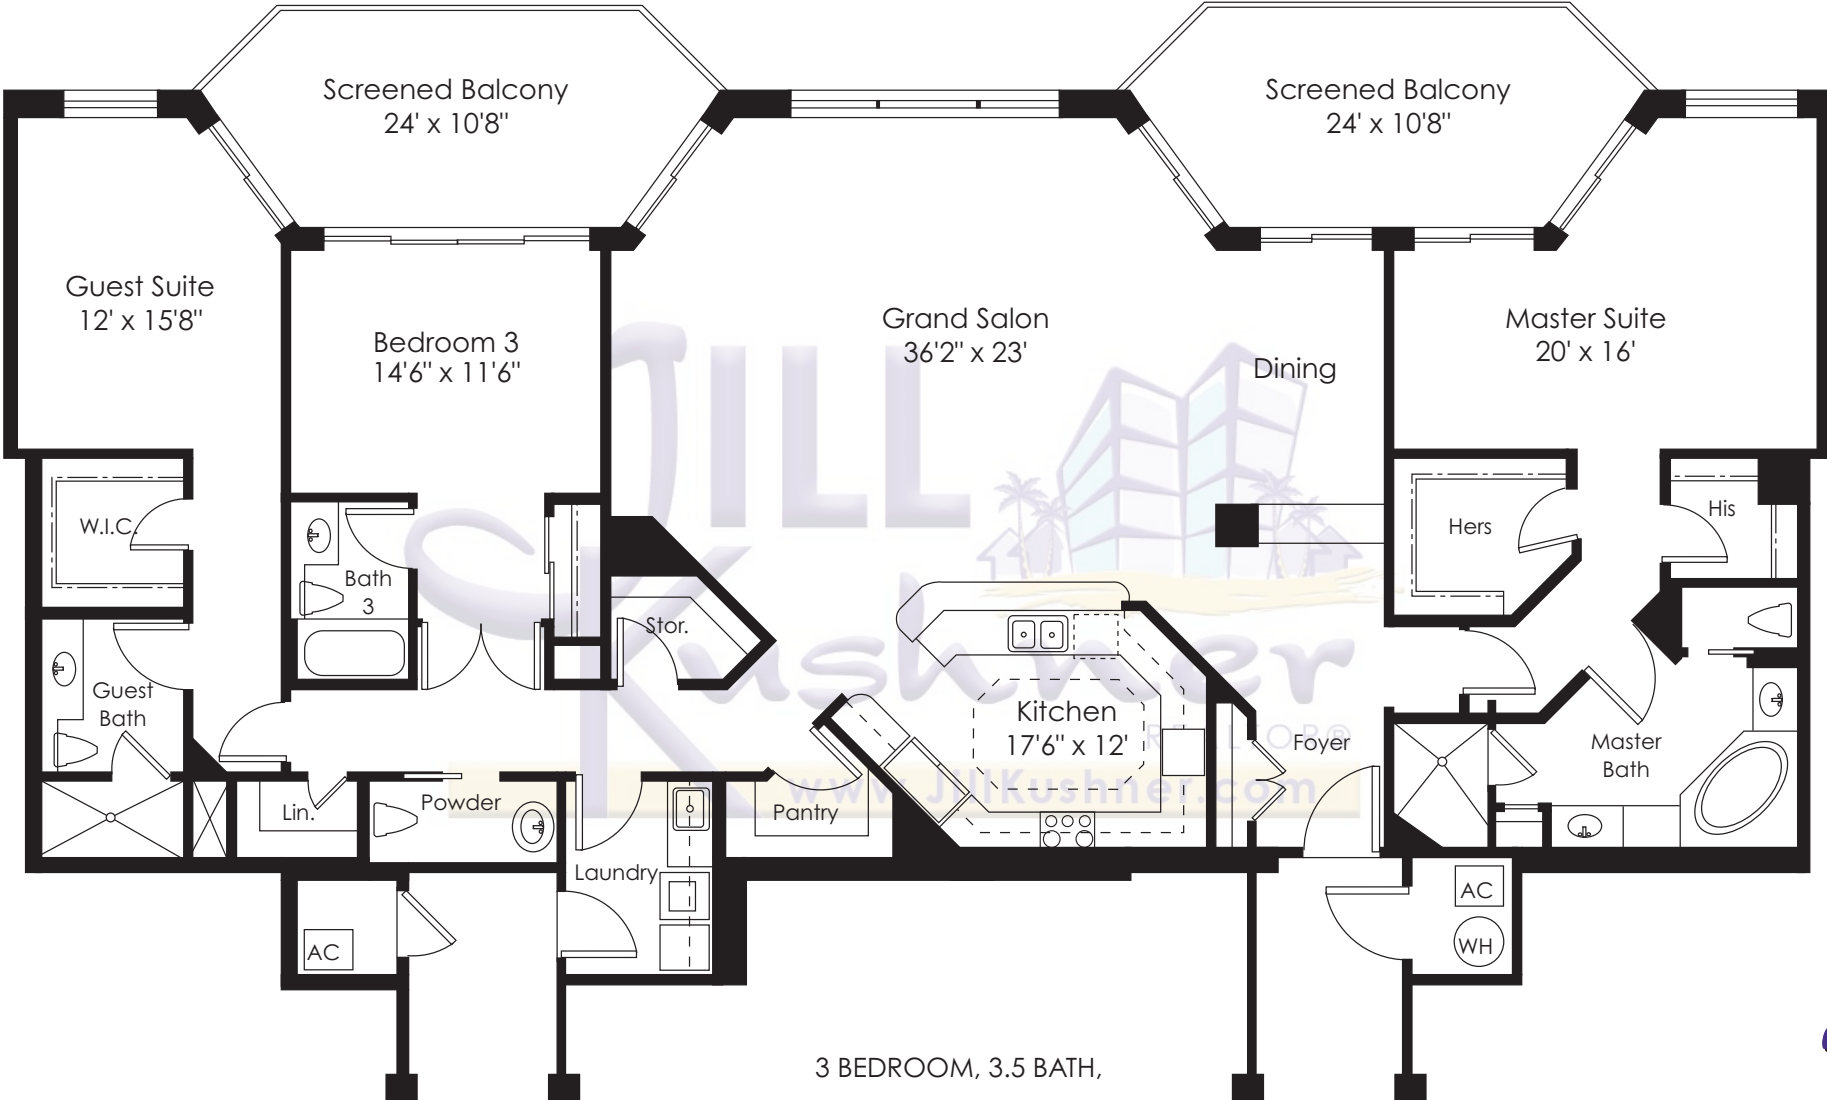 Screened Balcony
24' x 10'8"
Screened Balcony
24' x 10'8"
Guest Suite
12' x 15'8"
Bedroom 3
14'6" x 11'6"
Grand Salon
36'2" x 23'
Dining
Master Suite
20' x 16'
JILL
Kushner
REALTOR®
www.JillKushner.com
W.I.C.
Bath
3
Stor.
Hers
His
Guest
Bath
Kitchen
17'6" x 12'
Foyer
Master
Bath
Lin.
Powder
Pantry
Laundry
AC
AC
WH
3 BEDROOM, 3.5 BATH,